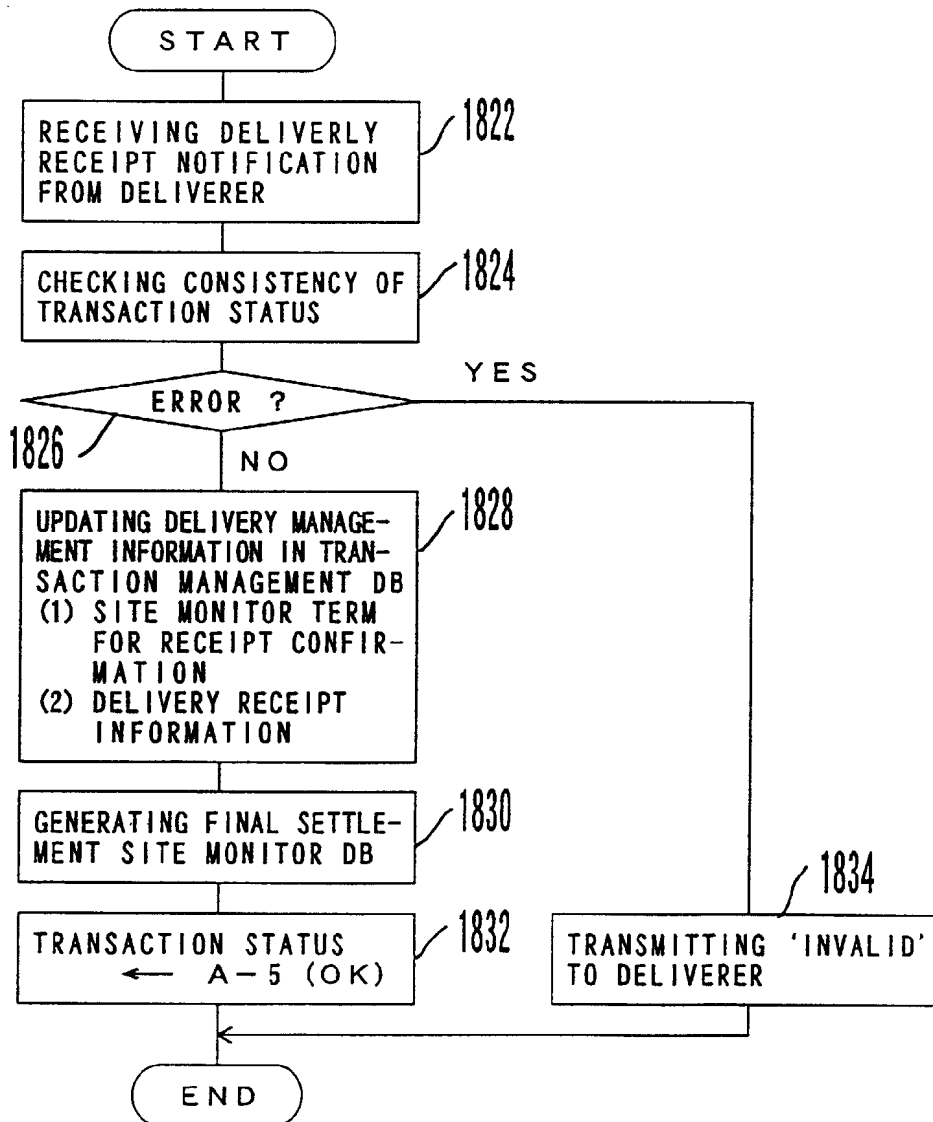 START
RECEIVING DELIVERLY
RECEIPT NOTIFICATION
FROM DELIVERER
1822
CHECKING CONSISTENCY OF
TRANSACTION STATUS
1824
ERROR ?
YES
1826
NO
UPDATING DELIVERY MANAGE-
MENT INFORMATION IN TRAN-
SACTION MANAGEMENT DB
(1) SITE MONITOR TERM
FOR RECEIPT CONFIR-
MATION
(2) DELIVERY RECEIPT
INFORMATION
1828
GENERATING FINAL SETTLE-
MENT SITE MONITOR DB
1830
TRANSACTION STATUS
← A-5 (OK)
1832
TRANSMITTING 'INVALID'
TO DELIVERER
1834
END